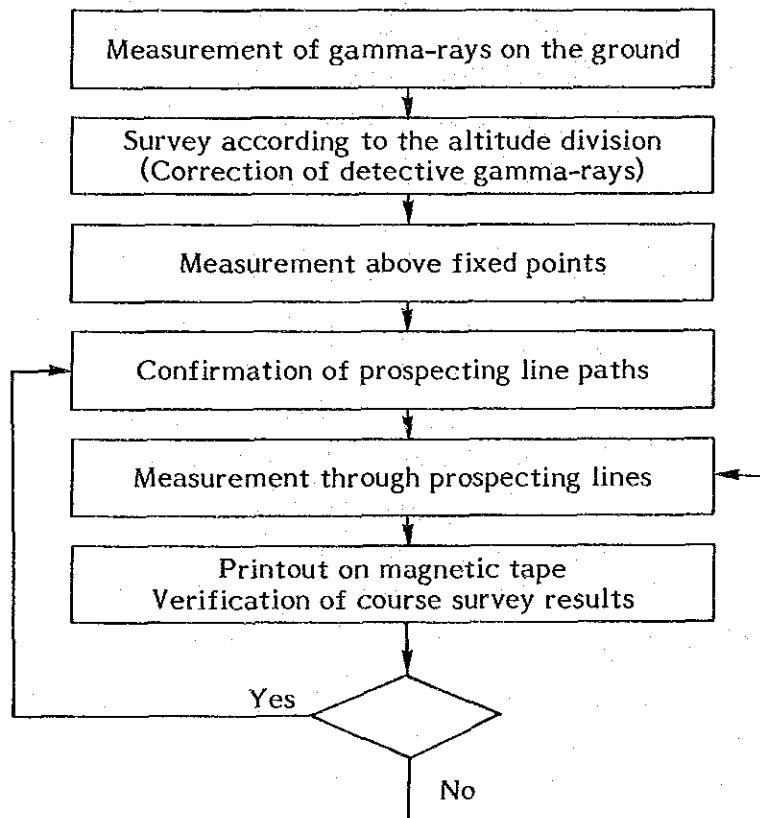 Measurement of gamma-rays on the ground
Survey according to the altitude division
(Correction of detective gamma-rays)
Measurement above fixed points
Confirmation of prospecting line paths
Measurement through prospecting lines
Printout on magnetic tape
Verification of course survey results
Yes
No